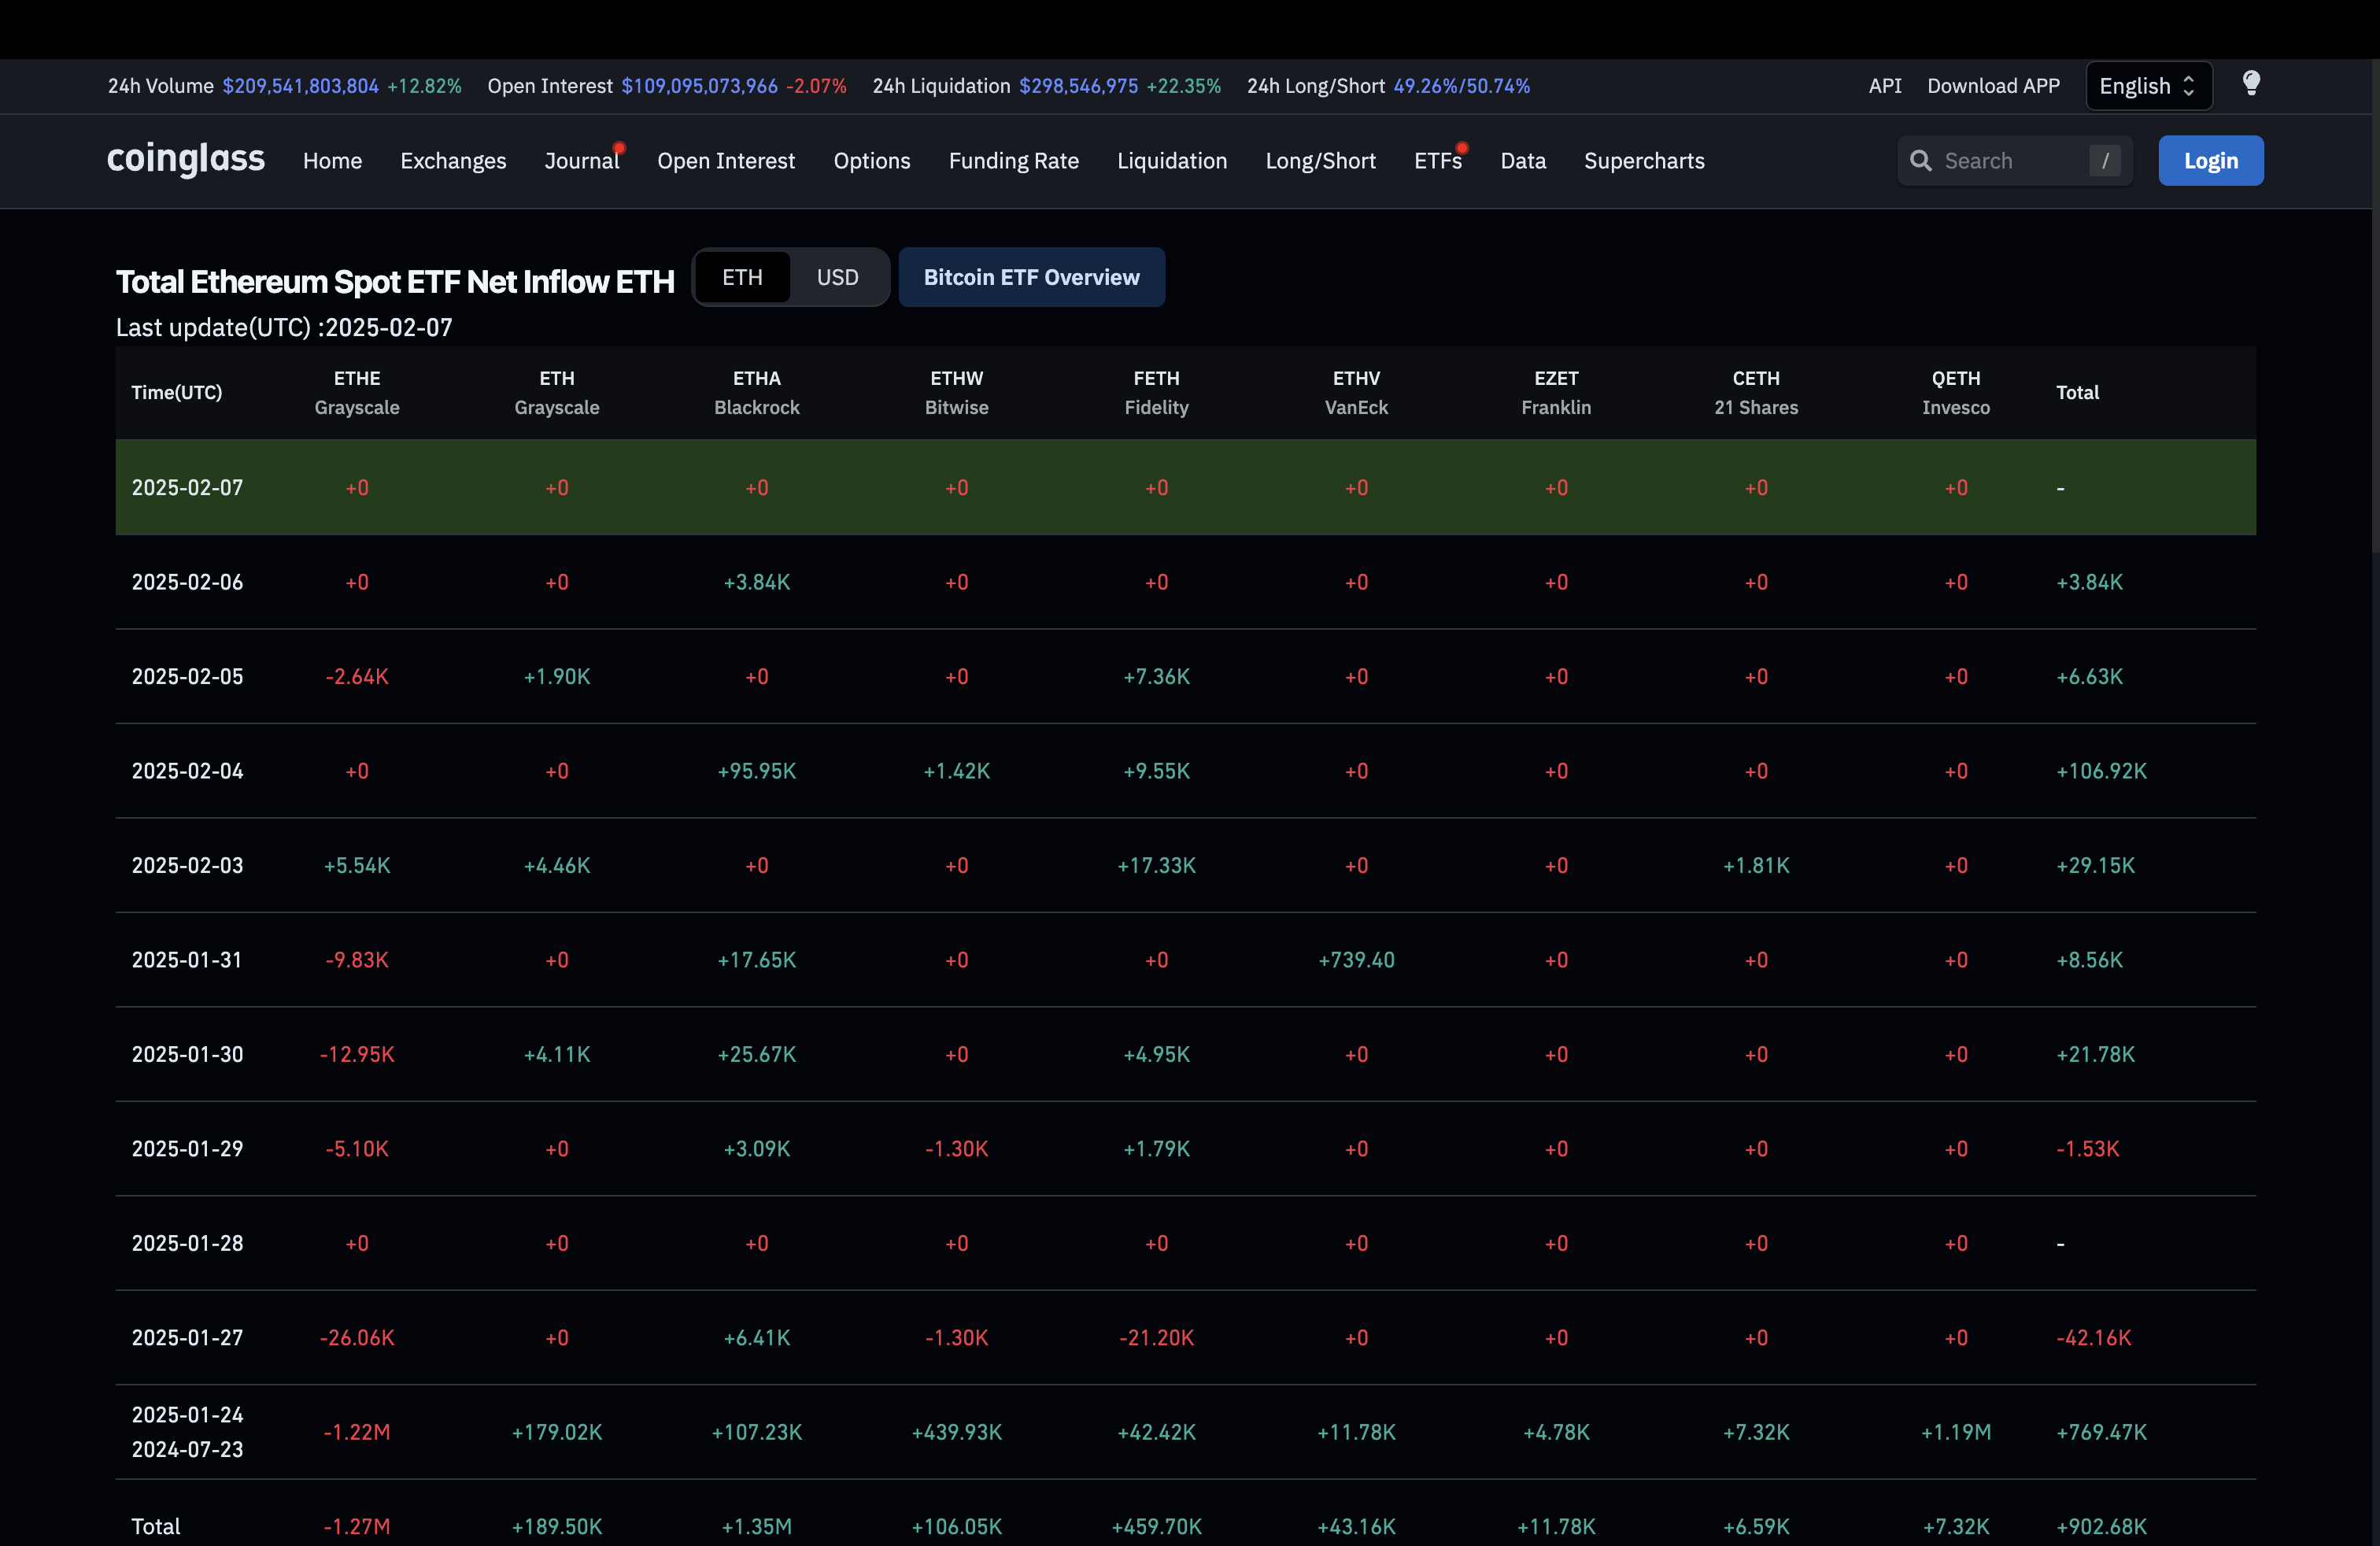 24h Volume $209,541,803,804 +12.82% Open Interest $109,095,073,966 -2.07% 24h Liquidation $298,546,975 +22.35% 24h Long/Short 49.26%/50.74% API Download APP English
coinglass Home Exchanges Journal Open Interest Options Funding Rate Liquidation Long/Short ETFs Data Supercharts Search / Login
Total Ethereum Spot ETF Net Inflow ETH ETH USD Bitcoin ETF Overview
Last update(UTC) :2025-02-07
Time(UTC) ETHE ETH ETHA ETHW FETH ETHV EZET CETH QETH Total
Grayscale Grayscale Blackrock Bitwise Fidelity VanEck Franklin 21 Shares Invesco
2025-02-07 +0 +0 +0 +0 +0 +0 +0 +0 +0 -
2025-02-06 +0 +0 +3.84K +0 +0 +0 +0 +0 +0 +3.84K
2025-02-05 -2.64K +1.90K +0 +0 +7.36K +0 +0 +0 +0 +6.63K
2025-02-04 +0 +0 +95.95K +1.42K +9.55K +0 +0 +0 +0 +106.92K
2025-02-03 +5.54K +4.46K +0 +0 +17.33K +0 +0 +1.81K +0 +29.15K
2025-01-31 -9.83K +0 +17.65K +0 +0 +739.40 +0 +0 +0 +8.56K
2025-01-30 -12.95K +4.11K +25.67K +0 +4.95K +0 +0 +0 +0 +21.78K
2025-01-29 -5.10K +0 +3.09K -1.30K +1.79K +0 +0 +0 +0 -1.53K
2025-01-28 +0 +0 +0 +0 +0 +0 +0 +0 +0 -
2025-01-27 -26.06K +0 +6.41K -1.30K -21.20K +0 +0 +0 +0 -42.16K
2025-01-24
2024-07-23 -1.22M +179.02K +107.23K +439.93K +42.42K +11.78K +4.78K +7.32K +1.19M +769.47K
Total -1.27M +189.50K +1.35M +106.05K +459.70K +43.16K +11.78K +6.59K +7.32K +902.68K